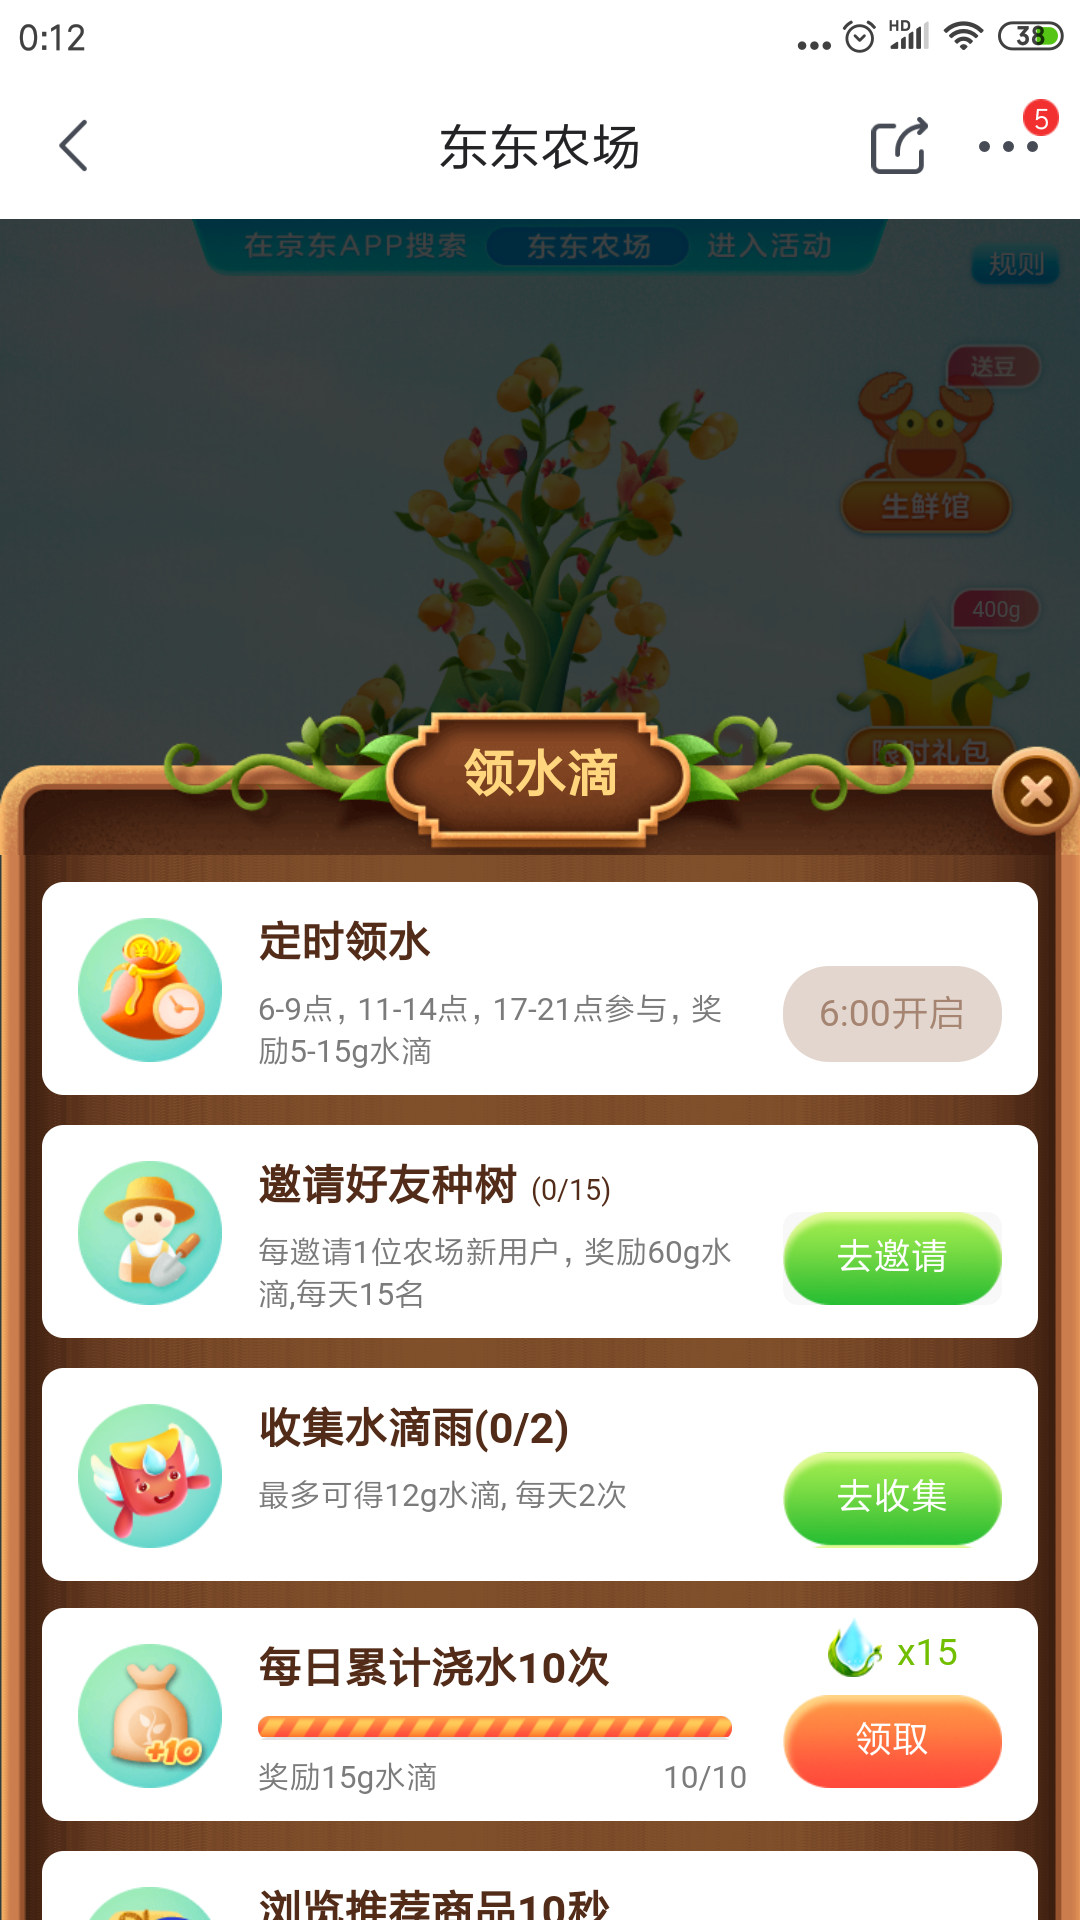 0:12
HD
38
东东农场
5
在京东APP搜索 东东农场 进入活动
规则
送豆
生鲜馆
400g
限时礼包
领水滴
定时领水
6-9点，11-14点，17-21点参与，奖
励5-15g水滴
6:00开启
邀请好友种树 (0/15)
每邀请1位农场新用户，奖励60g水
滴,每天15名
去邀请
收集水滴雨(0/2)
最多可得12g水滴, 每天2次
去收集
每日累计浇水10次
x15
+10
奖励15g水滴
10/10
领取
浏览推荐商品10秒